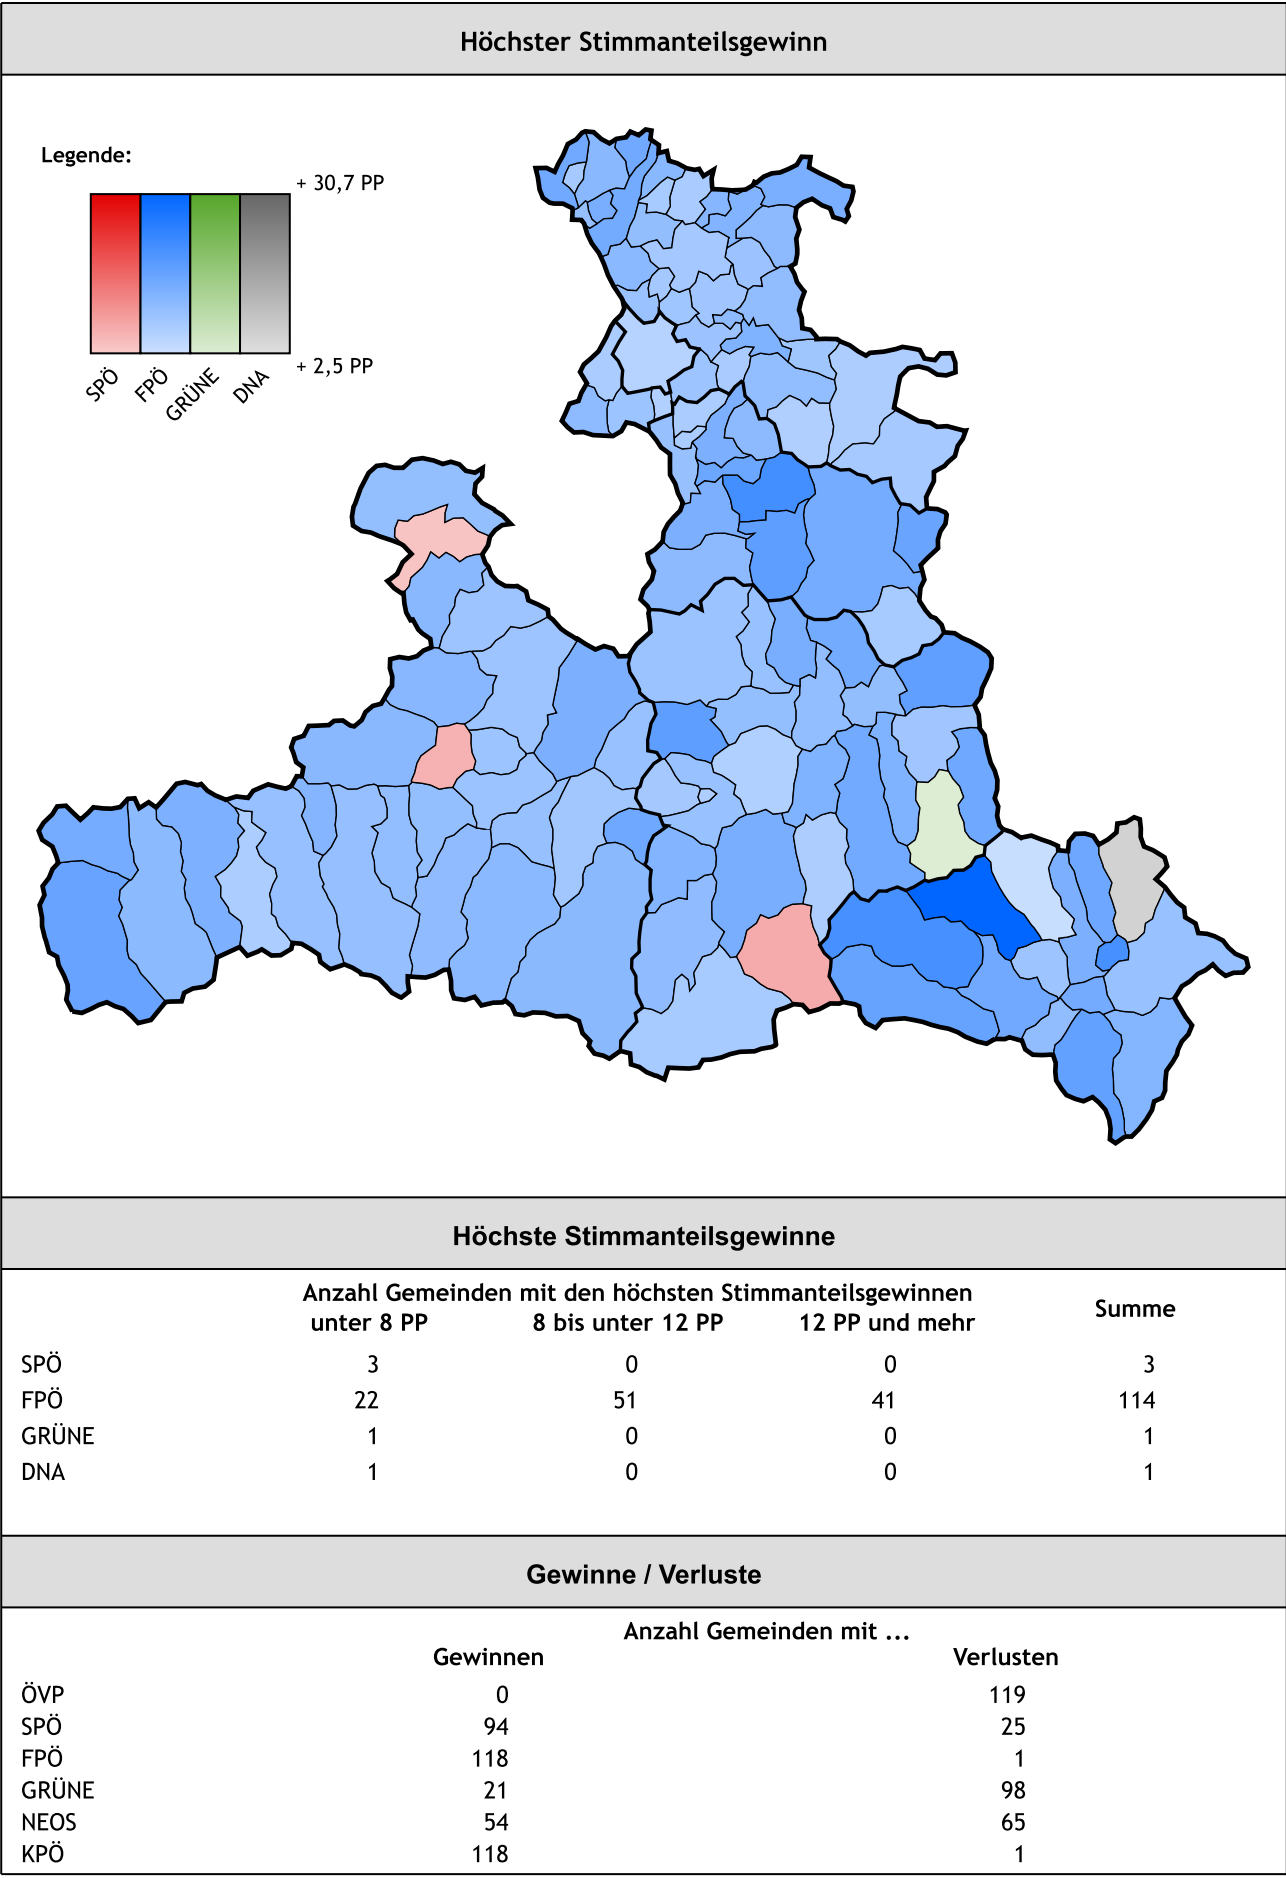 Höchster Stimmanteilsgewinn
Legende:
+ 30,7 PP
+ 2,5 PP
SPÖ
FPÖ
GRÜNE
DNA
Höchste Stimmanteilsgewinne
Anzahl Gemeinden mit den höchsten Stimmanteilsgewinnen
unter 8 PP 8 bis unter 12 PP 12 PP und mehr Summe
SPÖ 3 0 0 3
FPÖ 22 51 41 114
GRÜNE 1 0 0 1
DNA 1 0 0 1
Gewinne / Verluste
Anzahl Gemeinden mit ...
Gewinnen Verlusten
ÖVP 0 119
SPÖ 94 25
FPÖ 118 1
GRÜNE 21 98
NEOS 54 65
KPÖ 118 1